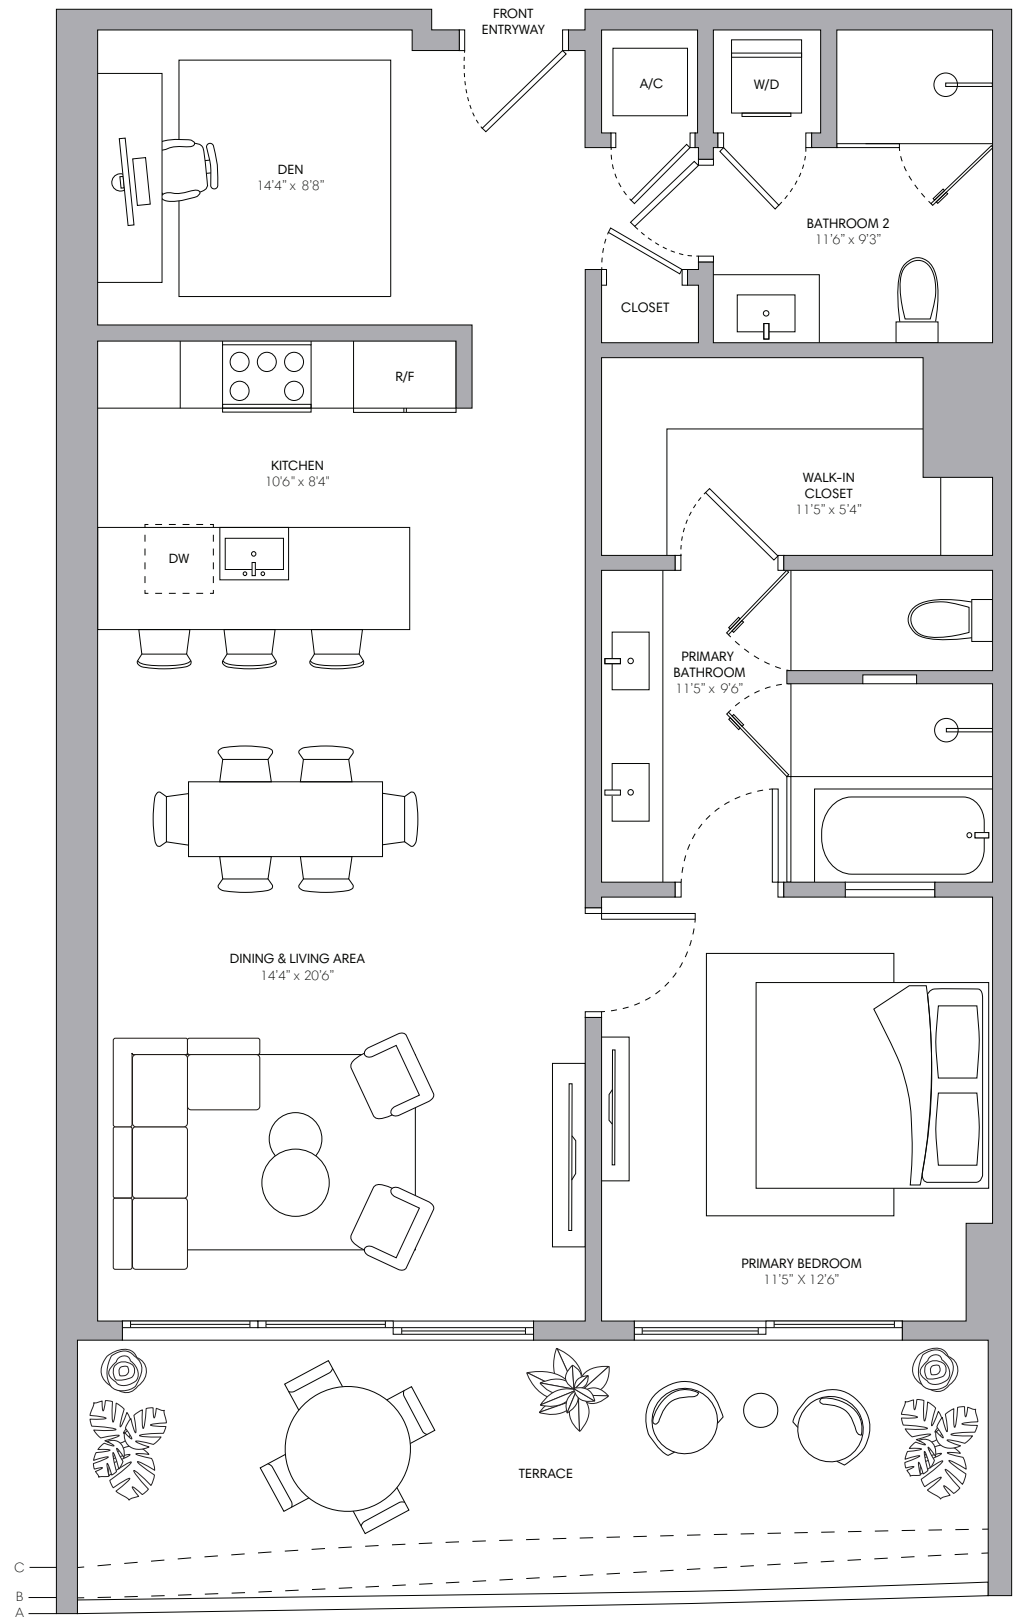 FRONT
ENTRYWAY
A/C
W/D
DEN
14'4" x 8'8"
BATHROOM 2
11'6" x 9'3"
CLOSET
R/F
KITCHEN
10'6" x 8'4"
WALK-IN
CLOSET
11'5" x 5'4"
DW
PRIMARY
BATHROOM
11'5" x 9'6"
DINING & LIVING AREA
14'4" x 20'6"
PRIMARY BEDROOM
11'5" X 12'6"
TERRACE
C
B
A